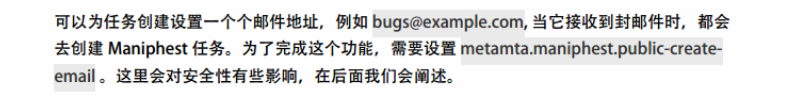 可以为任务创建设置一个个邮件地址，例如 bugs@example.com, 当它接收到封邮件时，都会
去创建 Maniphest 任务。为了完成这个功能，需要设置 metamta.maniphest.public-create-
email 。这里会对安全性有些影响，在后面我们会阐述。